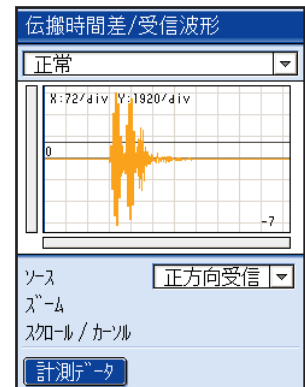 伝搬時間差/受信波形
正常
X:72/div Y:1920/div
0
-7
ソース 正方向受信
ズーム
スクロール / カーソル
計測データ